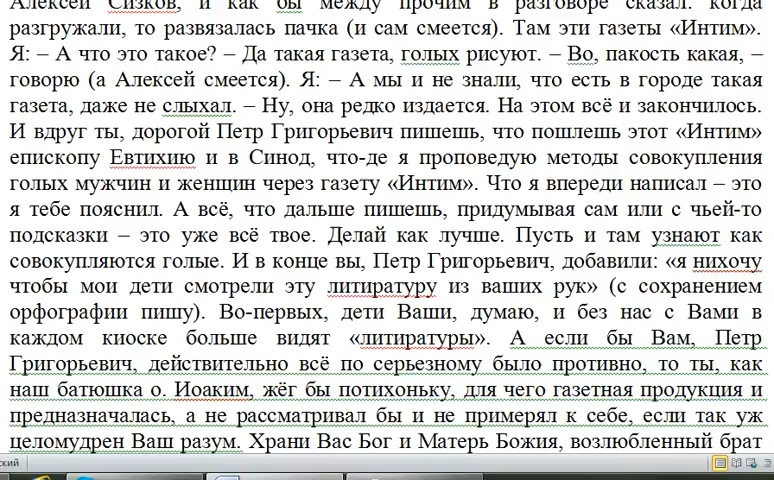 Алексей Сизков, и как бы между прочим в разговоре сказал: когда
разгружали, то развязалась пачка (и сам смеется). Там эти газеты «Интим».
Я: – А что это такое? – Да такая газета, голых рисуют. – Во, пакость какая, –
говорю (а Алексей смеется). Я: – А мы и не знали, что есть в городе такая
газета, даже не слыхал. – Ну, она редко издается. На этом всё и закончилось.
И вдруг ты, дорогой Петр Григорьевич пишешь, что пошлешь этот «Интим»
епископу Евтихию и в Синод, что-де я проповедую методы совокупления
голых мужчин и женщин через газету «Интим». Что я впереди написал – это
я тебе пояснил. А всё, что дальше пишешь, придумывая сам или с чьей-то
подсказки – это уже всё твое. Делай как лучше. Пусть и там узнают как
совокупляются голые. И в конце вы, Петр Григорьевич, добавили: «я нихочу
чтобы мои дети смотрели эту литиратуру из ваших рук» (с сохранением
орфографии пишу). Во-первых, дети Ваши, думаю, и без нас с Вами в
каждом киоске больше видят «литиратуры». А если бы Вам, Петр
Григорьевич, действительно всё по серьезному было противно, то ты, как
наш батюшка о. Иоаким, жёг бы потихоньку, для чего газетная продукция и
предназначалась, а не рассматривал бы и не примерял к себе, если так уж
целомудрен Ваш разум. Храни Вас Бог и Матерь Божия, возлюбленный брат
ский